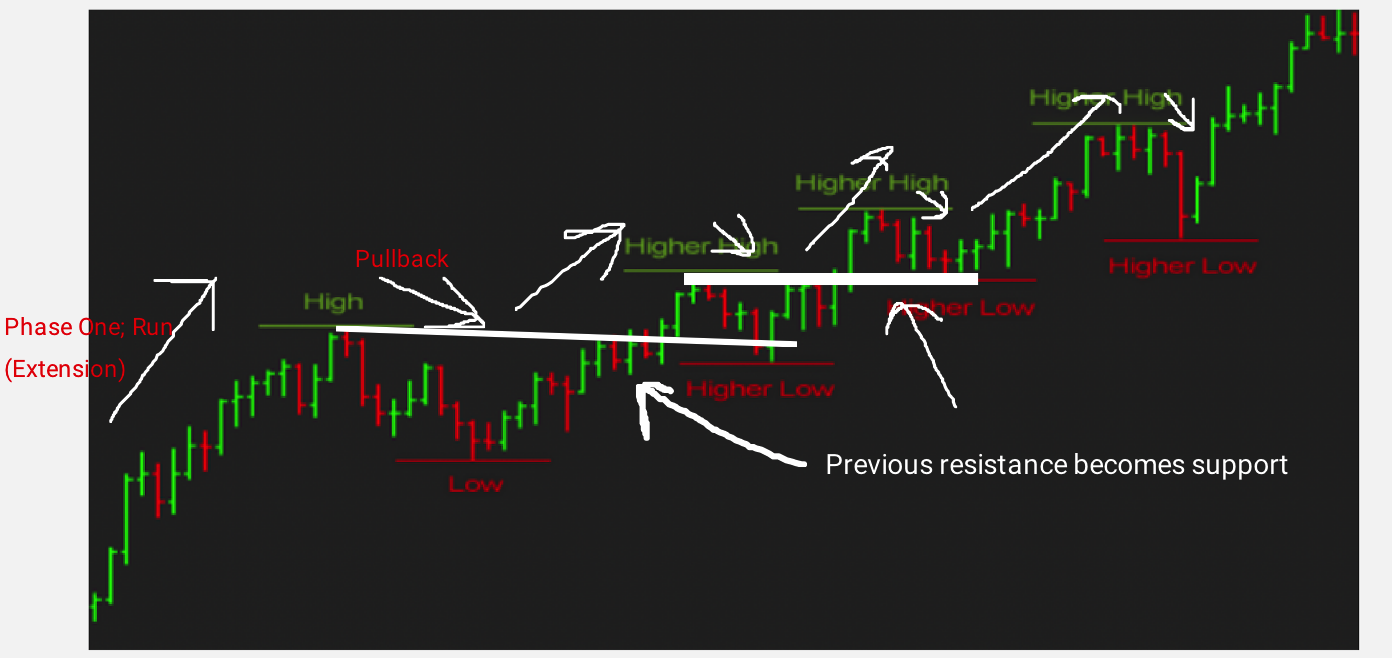 Higher High
Higher High
Higher High
Pullback
High
Phase One; Run
(Extension)
Higher Low
Higher Low
Higher Low
Previous resistance becomes support
Low